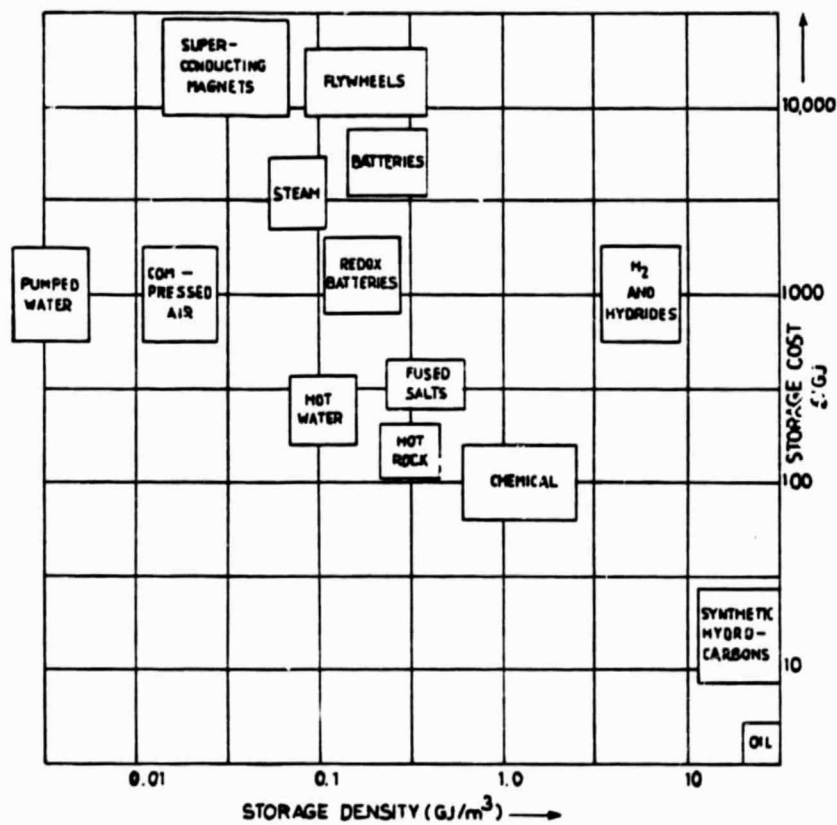 SUPER-
CONDUCTING
MAGNETS
FLYWHEELS
10,000
BATTERIES
STEAM
PUMPED
WATER
COM-
PRESSED
AIR
REDOX
BATTERIES
H₂
AND
HYDRIDES
1000
STORAGE COST
£/GJ
FUSED
SALTS
HOT
WATER
HOT
ROCK
CHEMICAL
100
SYNTHETIC
HYDRO-
CARBONS
10
OIL
0.01
0.1
1.0
10
STORAGE DENSITY (GJ/m³)